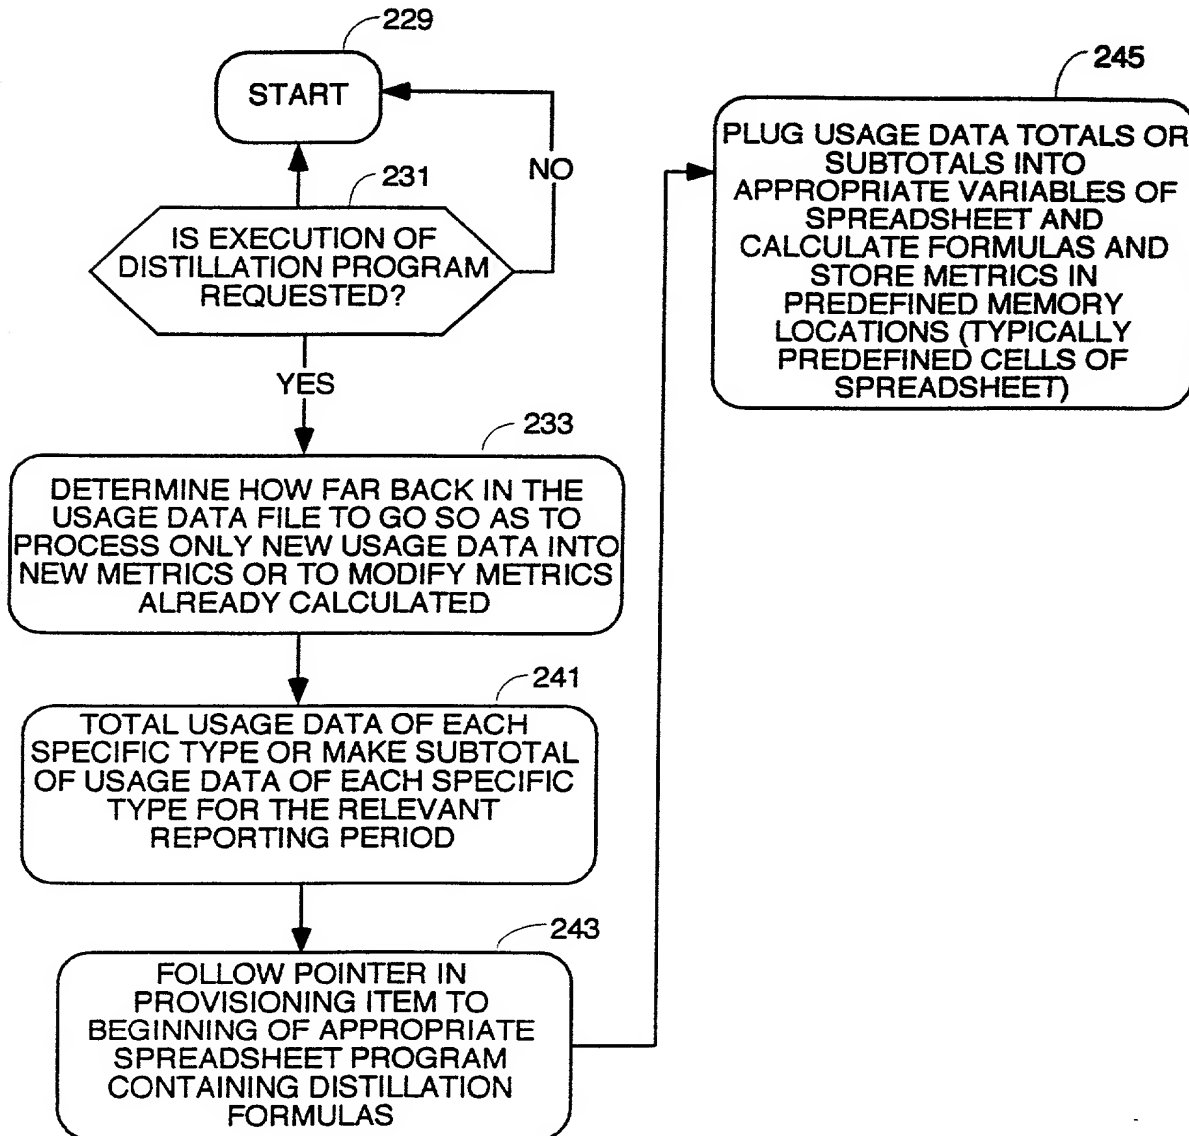 229
START
NO
231
IS EXECUTION OF
DISTILLATION PROGRAM
REQUESTED?
YES
233
DETERMINE HOW FAR BACK IN THE
USAGE DATA FILE TO GO SO AS TO
PROCESS ONLY NEW USAGE DATA INTO
NEW METRICS OR TO MODIFY METRICS
ALREADY CALCULATED
241
TOTAL USAGE DATA OF EACH
SPECIFIC TYPE OR MAKE SUBTOTAL
OF USAGE DATA OF EACH SPECIFIC
TYPE FOR THE RELEVANT
REPORTING PERIOD
243
FOLLOW POINTER IN
PROVISIONING ITEM TO
BEGINNING OF APPROPRIATE
SPREADSHEET PROGRAM
CONTAINING DISTILLATION
FORMULAS
245
PLUG USAGE DATA TOTALS OR
SUBTOTALS INTO
APPROPRIATE VARIABLES OF
SPREADSHEET AND
CALCULATE FORMULAS AND
STORE METRICS IN
PREDEFINED MEMORY
LOCATIONS (TYPICALLY
PREDEFINED CELLS OF
SPREADSHEET)